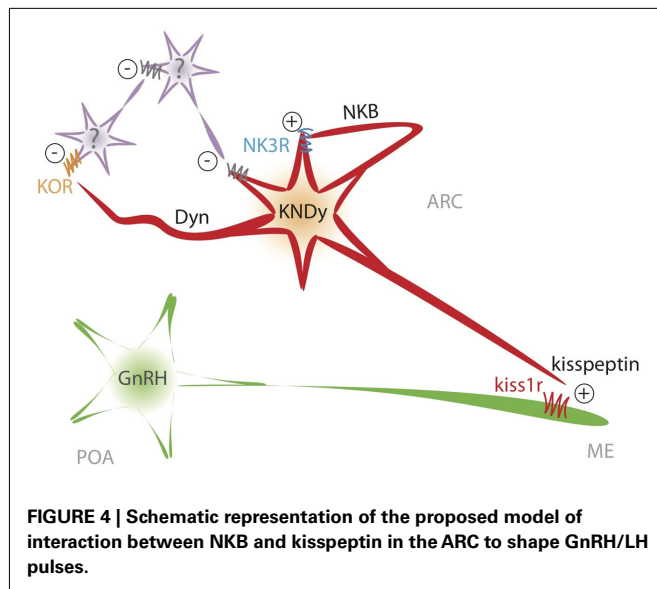 -
?
-
?
+
NKB
NK3R
-
KOR
ARC
Dyn
KNDy
GnRH
kisspeptin
kiss1r
+
POA
ME
FIGURE 4 | Schematic representation of the proposed model of
interaction between NKB and kisspeptin in the ARC to shape GnRH/LH
pulses.